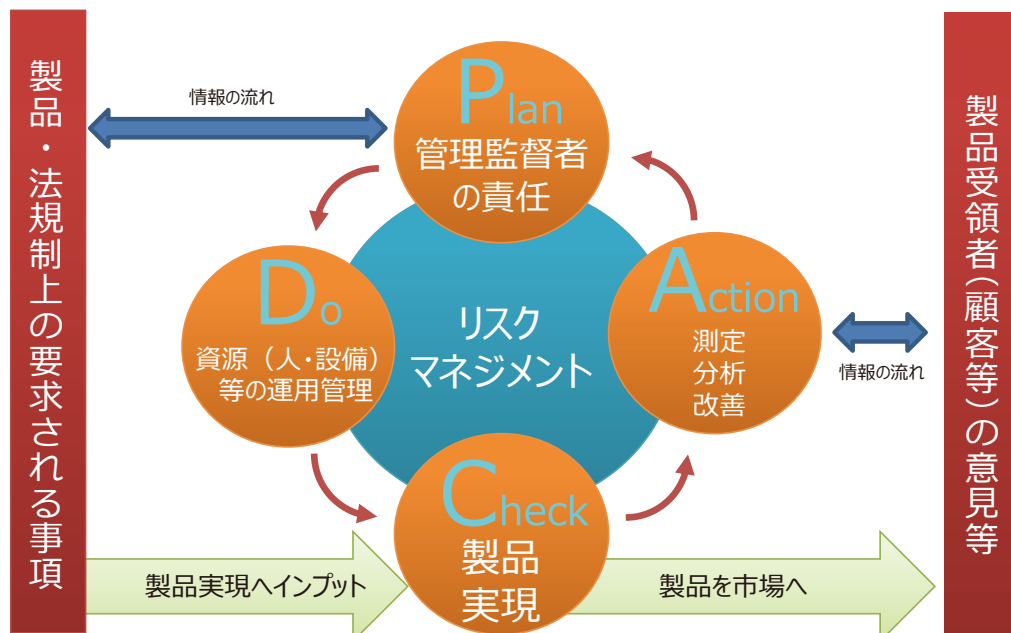 製品・法規制上の要求される事項
情報の流れ
Plan
管理監督者
の責任
Do
資源（人・設備）
等の運用管理
リスク
マネジメント
Action
測定
分析
改善
情報の流れ
Check
製品
実現
製品実現へインプット
製品を市場へ
製品受領者（顧客等）の意見等